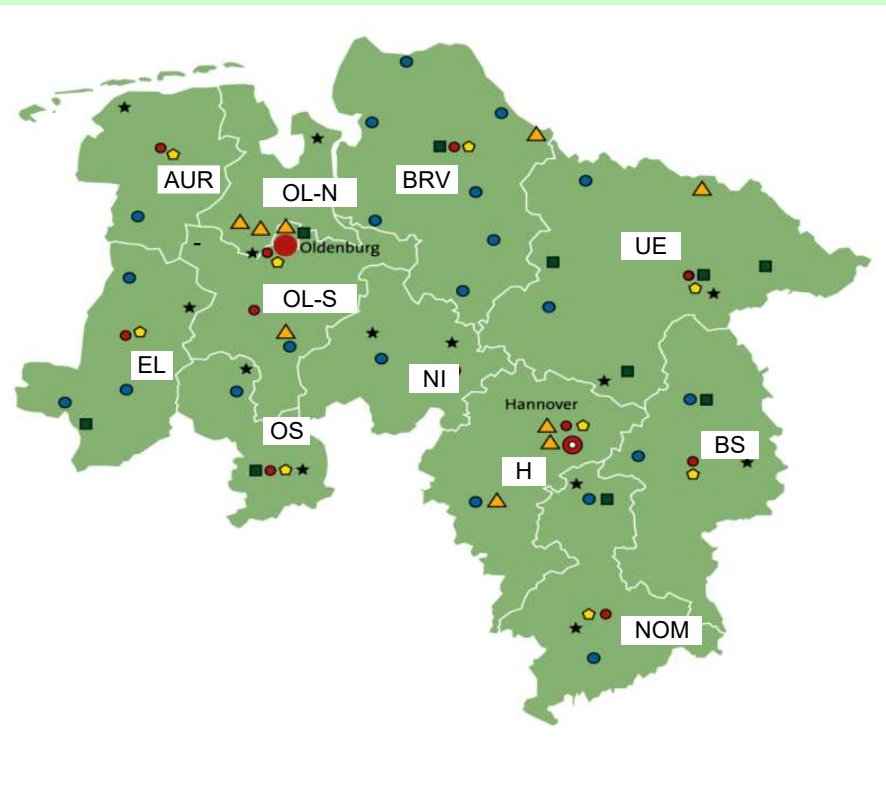 AUR
BRV
OL-N
-
Oldenburg
UE
OL-S
EL
NI
Hannover
OS
BS
H
NOM